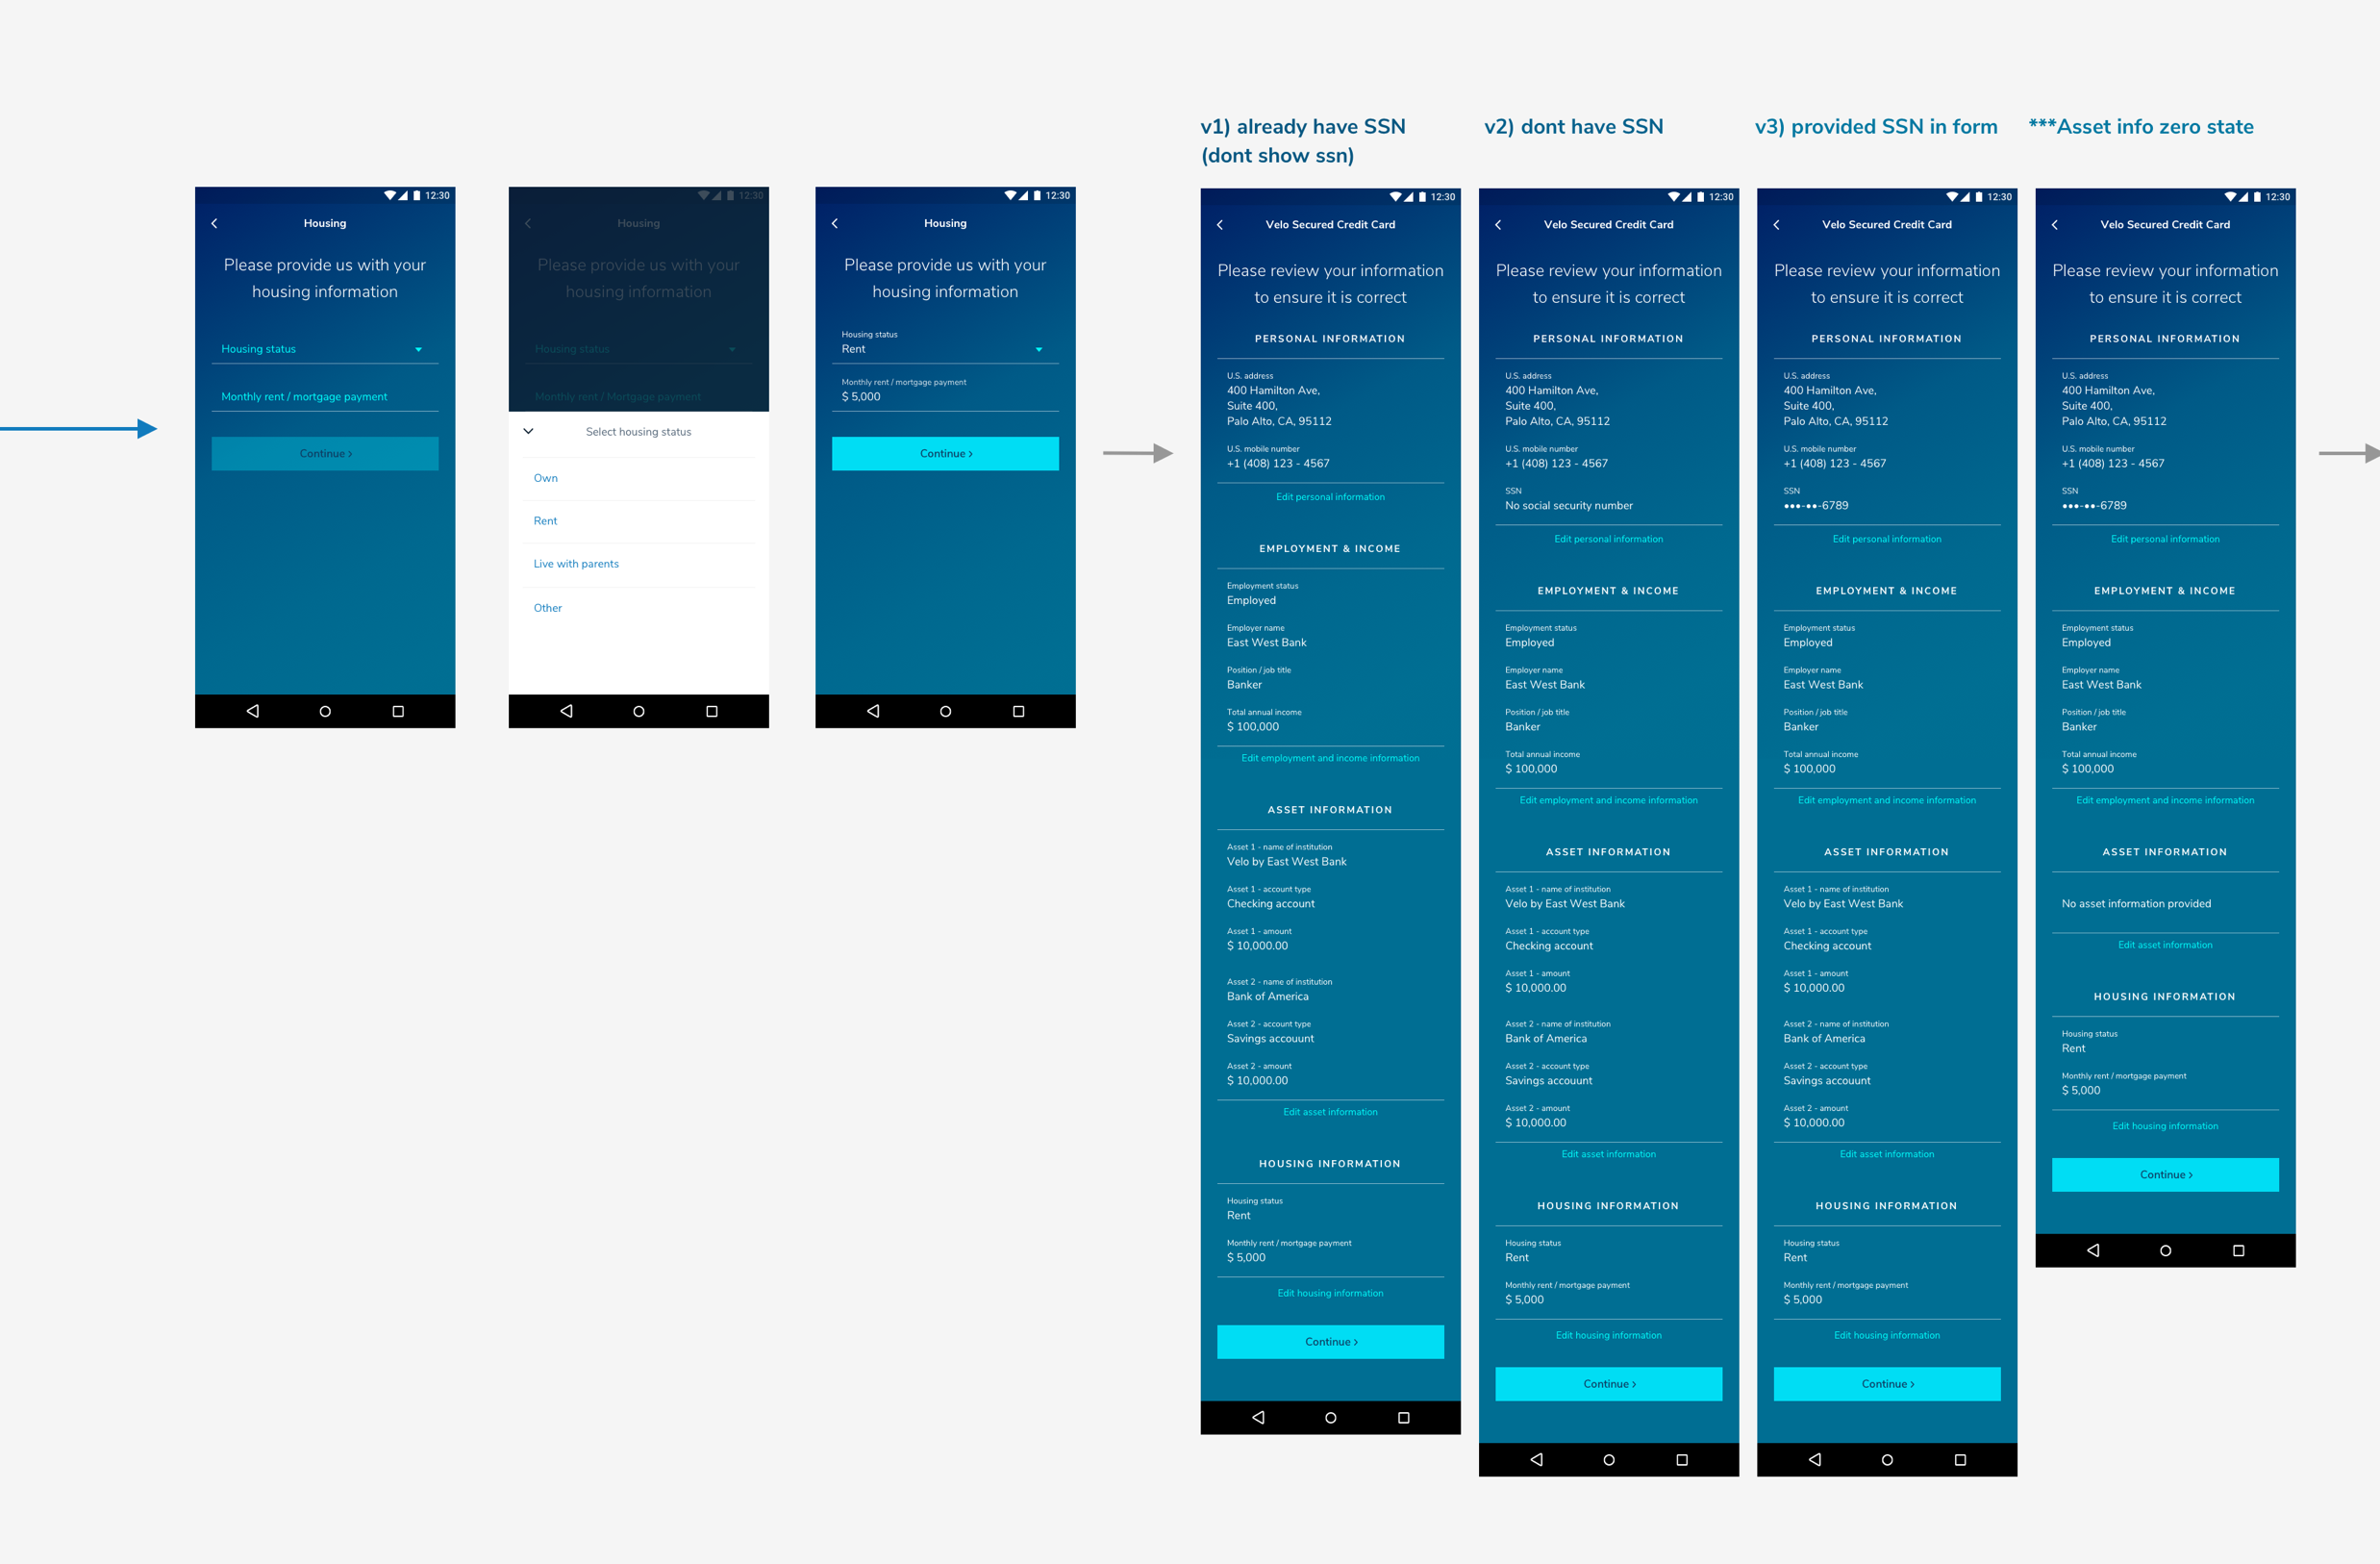 v1) already have SSN
(dont show ssn)
v2) dont have SSN
v3) provided SSN in form
***Asset info zero state
12:30
Housing
Please provide us with your
housing information
Housing status
Monthly rent / mortgage payment
Continue >
12:30
Housing
Please provide us with your
housing information
Housing status
Monthly rent / Mortgage payment
Select housing status
Own
Rent
Live with parents
Other
12:30
Housing
Please provide us with your
housing information
Housing status
Rent
Monthly rent / mortgage payment
$ 5,000
Continue >
12:30
Velo Secured Credit Card
Please review your information
to ensure it is correct
PERSONAL INFORMATION
U.S. address
400 Hamilton Ave,
Suite 400,
Palo Alto, CA, 95112
U.S. mobile number
+1 (408) 123 - 4567
Edit personal information
EMPLOYMENT & INCOME
Employment status
Employed
Employer name
East West Bank
Position / job title
Banker
Total annual income
$ 100,000
Edit employment and income information
ASSET INFORMATION
Asset 1 - name of institution
Velo by East West Bank
Asset 1 - account type
Checking account
Asset 1 - amount
$ 10,000.00
Asset 2 - name of institution
Bank of America
Asset 2 - account type
Savings accouunt
Asset 2 - amount
$ 10,000.00
Edit asset information
HOUSING INFORMATION
Housing status
Rent
Monthly rent / mortgage payment
$ 5,000
Edit housing information
Continue >
12:30
Velo Secured Credit Card
Please review your information
to ensure it is correct
PERSONAL INFORMATION
U.S. address
400 Hamilton Ave,
Suite 400,
Palo Alto, CA, 95112
U.S. mobile number
+1 (408) 123 - 4567
SSN
No social security number
Edit personal information
EMPLOYMENT & INCOME
Employment status
Employed
Employer name
East West Bank
Position / job title
Banker
Total annual income
$ 100,000
Edit employment and income information
ASSET INFORMATION
Asset 1 - name of institution
Velo by East West Bank
Asset 1 - account type
Checking account
Asset 1 - amount
$ 10,000.00
Asset 2 - name of institution
Bank of America
Asset 2 - account type
Savings accouunt
Asset 2 - amount
$ 10,000.00
Edit asset information
HOUSING INFORMATION
Housing status
Rent
Monthly rent / mortgage payment
$ 5,000
Edit housing information
Continue >
12:30
Velo Secured Credit Card
Please review your information
to ensure it is correct
PERSONAL INFORMATION
U.S. address
400 Hamilton Ave,
Suite 400,
Palo Alto, CA, 95112
U.S. mobile number
+1 (408) 123 - 4567
SSN
•••-••-6789
Edit personal information
EMPLOYMENT & INCOME
Employment status
Employed
Employer name
East West Bank
Position / job title
Banker
Total annual income
$ 100,000
Edit employment and income information
ASSET INFORMATION
Asset 1 - name of institution
Velo by East West Bank
Asset 1 - account type
Checking account
Asset 1 - amount
$ 10,000.00
Asset 2 - name of institution
Bank of America
Asset 2 - account type
Savings accouunt
Asset 2 - amount
$ 10,000.00
Edit asset information
HOUSING INFORMATION
Housing status
Rent
Monthly rent / mortgage payment
$ 5,000
Edit housing information
Continue >
12:30
Velo Secured Credit Card
Please review your information
to ensure it is correct
PERSONAL INFORMATION
U.S. address
400 Hamilton Ave,
Suite 400,
Palo Alto, CA, 95112
U.S. mobile number
+1 (408) 123 - 4567
SSN
•••-••-6789
Edit personal information
EMPLOYMENT & INCOME
Employment status
Employed
Employer name
East West Bank
Position / job title
Banker
Total annual income
$ 100,000
Edit employment and income information
ASSET INFORMATION
No asset information provided
Edit asset information
HOUSING INFORMATION
Housing status
Rent
Monthly rent / mortgage payment
$ 5,000
Edit housing information
Continue >